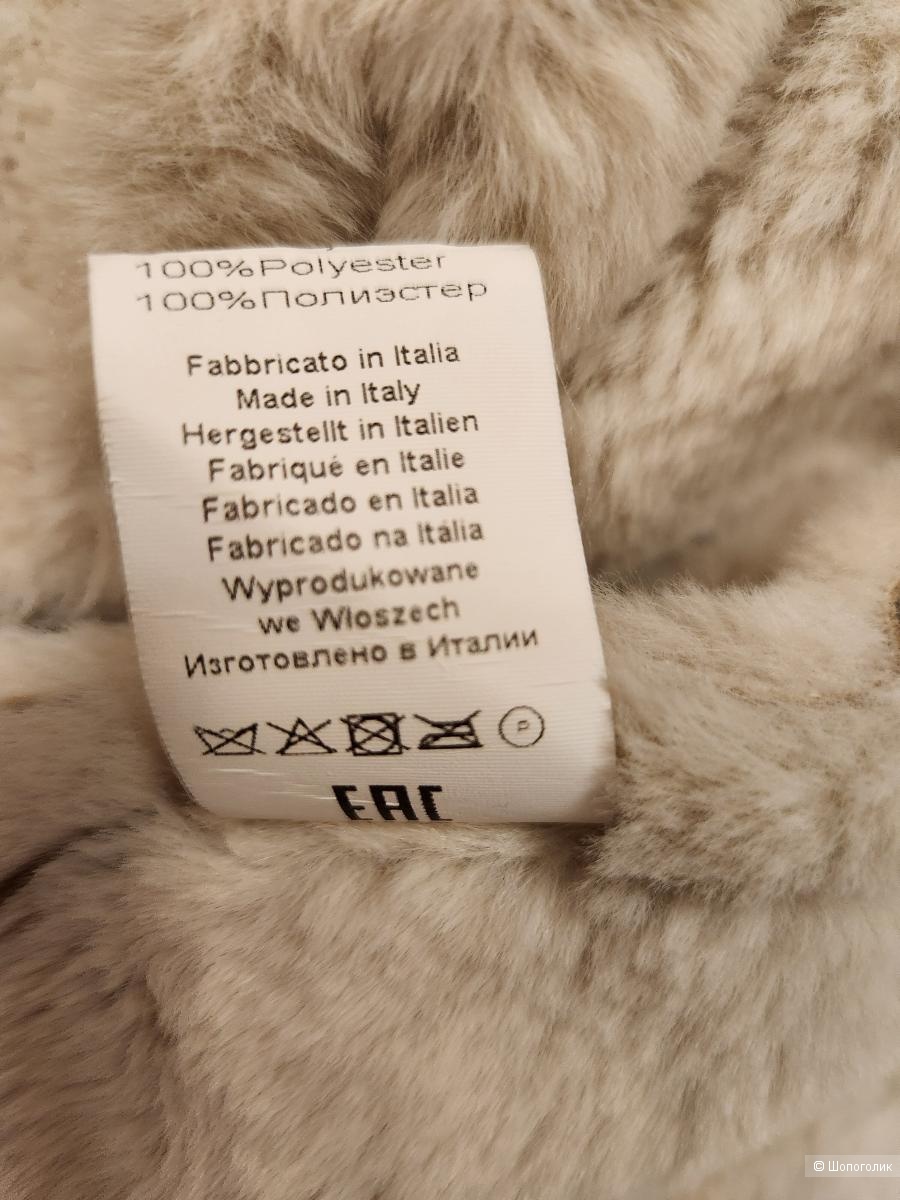 100%Polyester
100%Полиэстер
Fabbricato in Italia
Made in Italy
Hergestellt in Italien
Fabriqué en Italie
Fabricado en Italia
Fabricado na Itália
Wyprodukowane
we Włoszech
Изготовлено в Италии
P
EAC
© Шопоголик